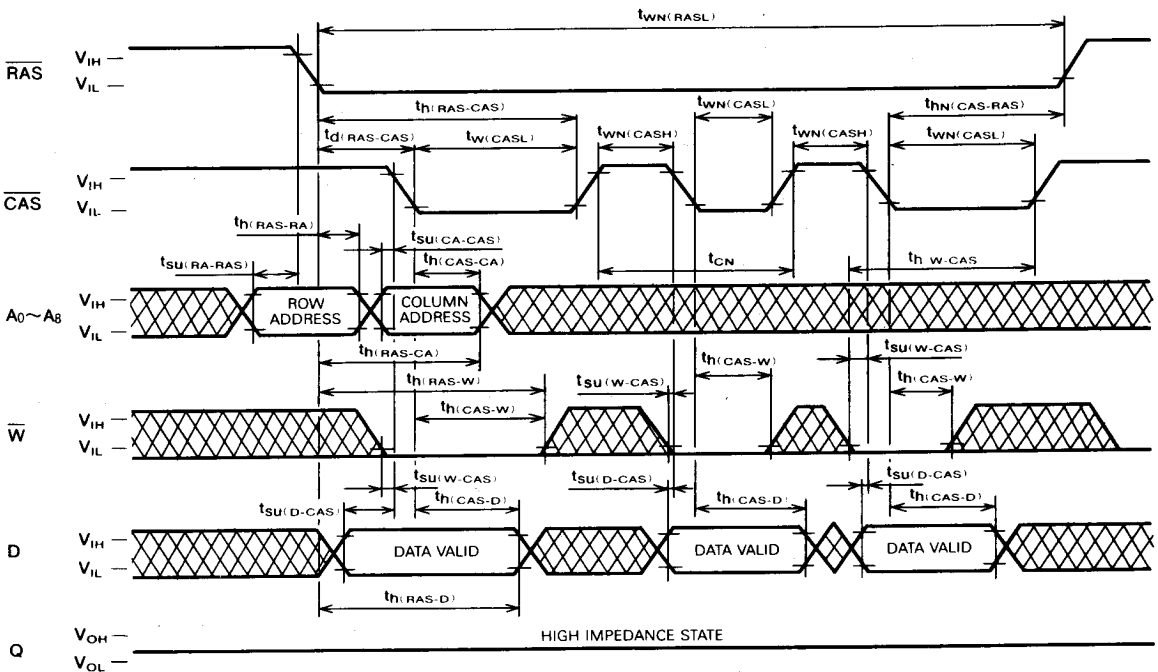 tWN(RASL)
RAS
VIH
VIL
th(RAS-CAS)
tWN(CASL)
thN(CAS-RAS)
td(RAS-CAS)
tW(CASL)
tWN(CASH)
tWN(CASH)
tWN(CASL)
CAS
VIH
VIL
th(RAS-RA)
tSU(CA-CAS)
tSU(RA-RAS)
th(CAS-CA)
tCN
th W-CAS
A0~A8
VIH
VIL
ROW
ADDRESS
COLUMN
ADDRESS
th(RAS-CA)
th(RAS-W)
tSU(W-CAS)
th(CAS-W)
tSU(W-CAS)
th(CAS-W)
th(CAS-W)
W
VIH
VIL
tSU(W-CAS)
tSU(D-CAS)
tSU(D-CAS)
tSU(D-CAS)
th(CAS-D)
th(CAS-D)
th(CAS-D)
D
VIH
VIL
DATA VALID
DATA VALID
DATA VALID
th(RAS-D)
Q
VOH
VOL
HIGH IMPEDANCE STATE